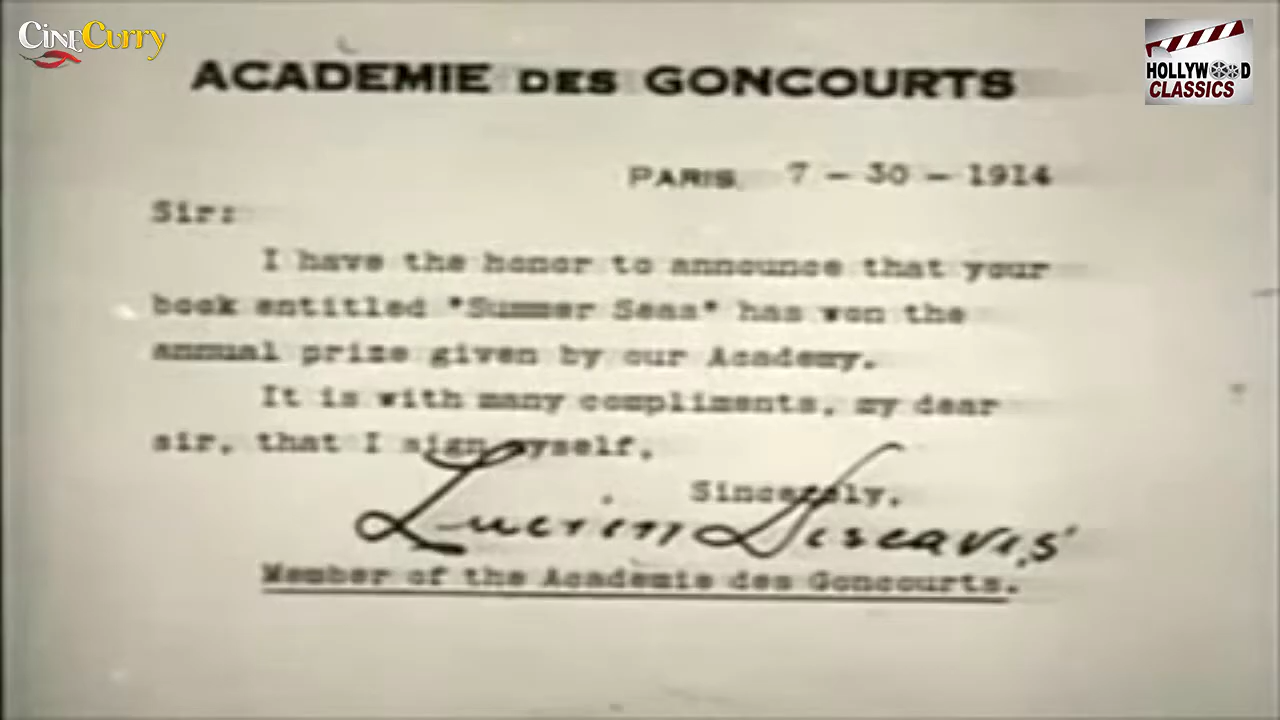 CINECURRY
HOLLYWOOD
CLASSICS
ACADEMIE DES GONCOURTS
PARIS. 7 - 30 - 1914
Sir:
I have the honor to announce that your
book entitled "Summer Seas" has won the
annual prize given by our Academy.
It is with many compliments, my dear
sir, that I sign myself,
Sincerely,
Lucien
Member of the Academie des Goncourts.